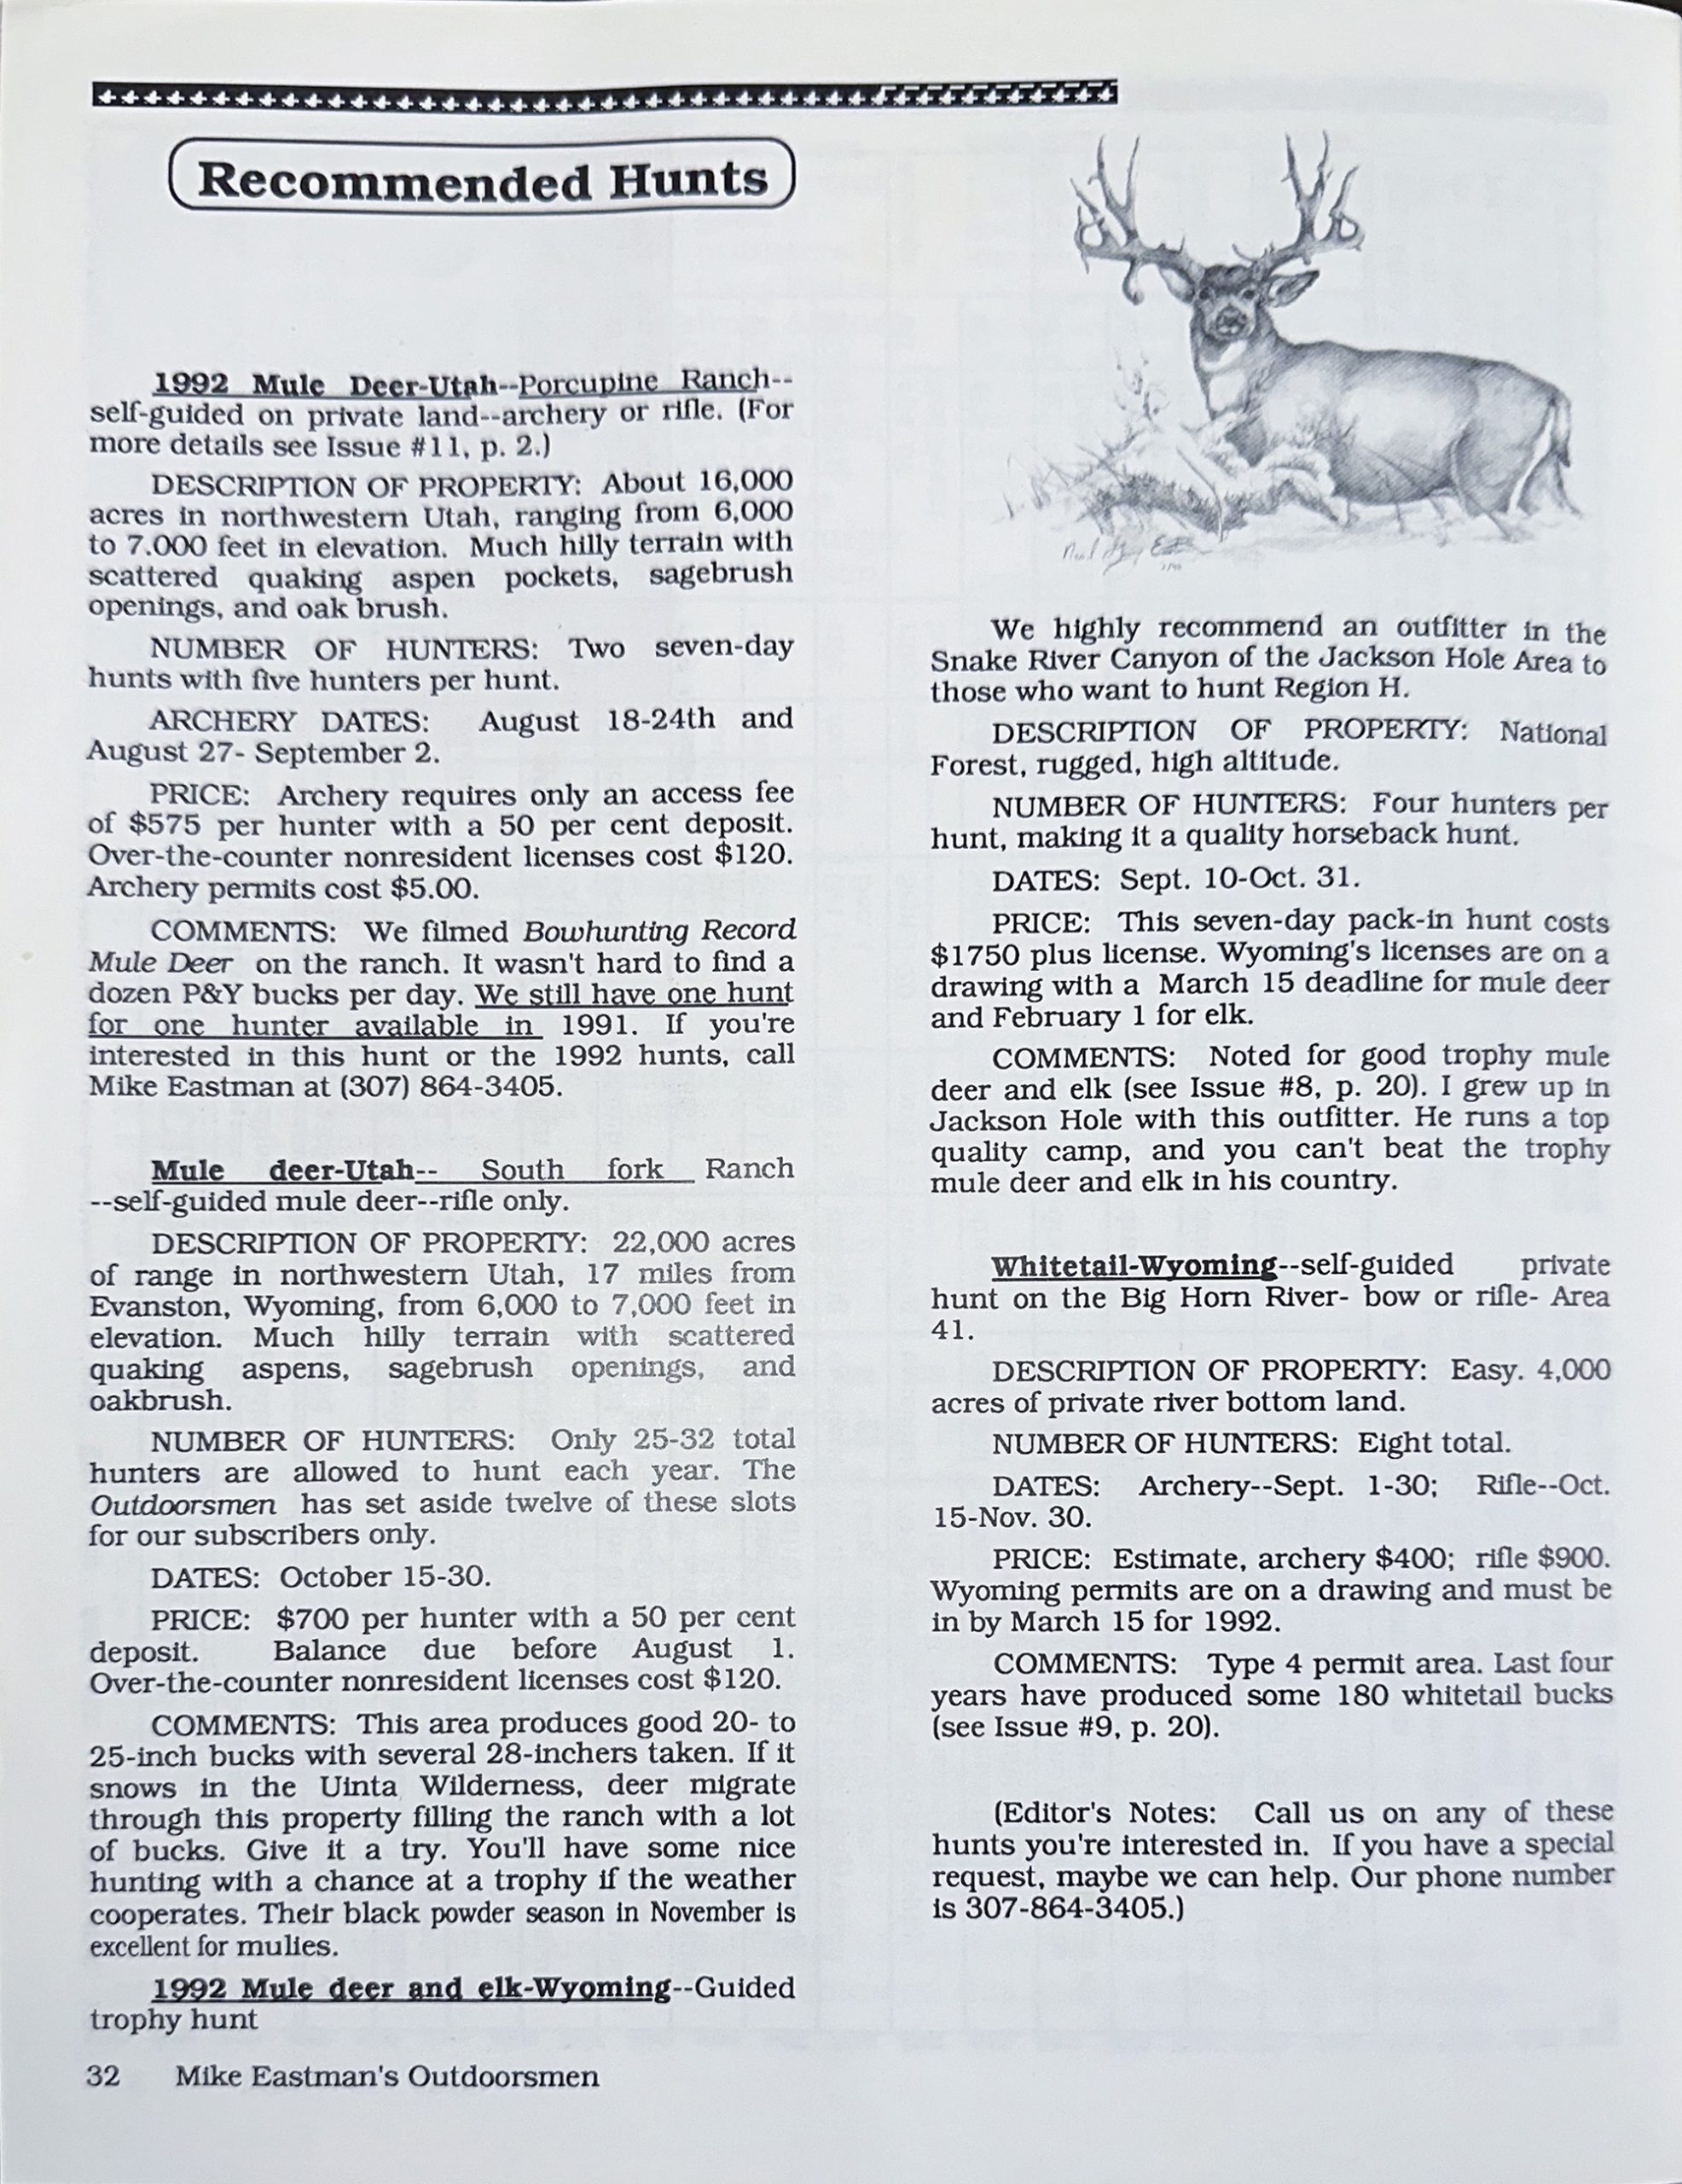 Recommended Hunts
1992 Mule Deer-Utah--Porcupine Ranch--
self-guided on private land--archery or rifle. (For
more details see Issue #11, p. 2.)
DESCRIPTION OF PROPERTY: About 16,000
acres in northwestern Utah, ranging from 6,000
to 7.000 feet in elevation. Much hilly terrain with
scattered quaking aspen pockets, sagebrush
openings, and oak brush.
NUMBER OF HUNTERS: Two seven-day
hunts with five hunters per hunt.
ARCHERY DATES: August 18-24th and
August 27- September 2.
PRICE: Archery requires only an access fee
of $575 per hunter with a 50 per cent deposit.
Over-the-counter nonresident licenses cost $120.
Archery permits cost $5.00.
COMMENTS: We filmed Bowhunting Record
Mule Deer on the ranch. It wasn't hard to find a
dozen P&Y bucks per day. We still have one hunt
for one hunter available in 1991. If you're
interested in this hunt or the 1992 hunts, call
Mike Eastman at (307) 864-3405.
Mule deer-Utah-- South fork Ranch
--self-guided mule deer--rifle only.
DESCRIPTION OF PROPERTY: 22,000 acres
of range in northwestern Utah, 17 miles from
Evanston, Wyoming, from 6,000 to 7,000 feet in
elevation. Much hilly terrain with scattered
quaking aspens, sagebrush openings, and
oakbrush.
NUMBER OF HUNTERS: Only 25-32 total
hunters are allowed to hunt each year. The
Outdoorsmen has set aside twelve of these slots
for our subscribers only.
DATES: October 15-30.
PRICE: $700 per hunter with a 50 per cent
deposit. Balance due before August 1.
Over-the-counter nonresident licenses cost $120.
COMMENTS: This area produces good 20- to
25-inch bucks with several 28-inchers taken. If it
snows in the Uinta Wilderness, deer migrate
through this property filling the ranch with a lot
of bucks. Give it a try. You'll have some nice
hunting with a chance at a trophy if the weather
cooperates. Their black powder season in November is
excellent for mulies.
1992 Mule deer and elk-Wyoming--Guided
trophy hunt
We highly recommend an outfitter in the
Snake River Canyon of the Jackson Hole Area to
those who want to hunt Region H.
DESCRIPTION OF PROPERTY: National
Forest, rugged, high altitude.
NUMBER OF HUNTERS: Four hunters per
hunt, making it a quality horseback hunt.
DATES: Sept. 10-Oct. 31.
PRICE: This seven-day pack-in hunt costs
$1750 plus license. Wyoming's licenses are on a
drawing with a March 15 deadline for mule deer
and February 1 for elk.
COMMENTS: Noted for good trophy mule
deer and elk (see Issue #8, p. 20). I grew up in
Jackson Hole with this outfitter. He runs a top
quality camp, and you can't beat the trophy
mule deer and elk in his country.
Whitetail-Wyoming--self-guided private
hunt on the Big Horn River- bow or rifle- Area
41.
DESCRIPTION OF PROPERTY: Easy. 4,000
acres of private river bottom land.
NUMBER OF HUNTERS: Eight total.
DATES: Archery--Sept. 1-30; Rifle--Oct.
15-Nov. 30.
PRICE: Estimate, archery $400; rifle $900.
Wyoming permits are on a drawing and must be
in by March 15 for 1992.
COMMENTS: Type 4 permit area. Last four
years have produced some 180 whitetail bucks
(see Issue #9, p. 20).
(Editor's Notes: Call us on any of these
hunts you're interested in. If you have a special
request, maybe we can help. Our phone number
is 307-864-3405.)
32 Mike Eastman's Outdoorsmen